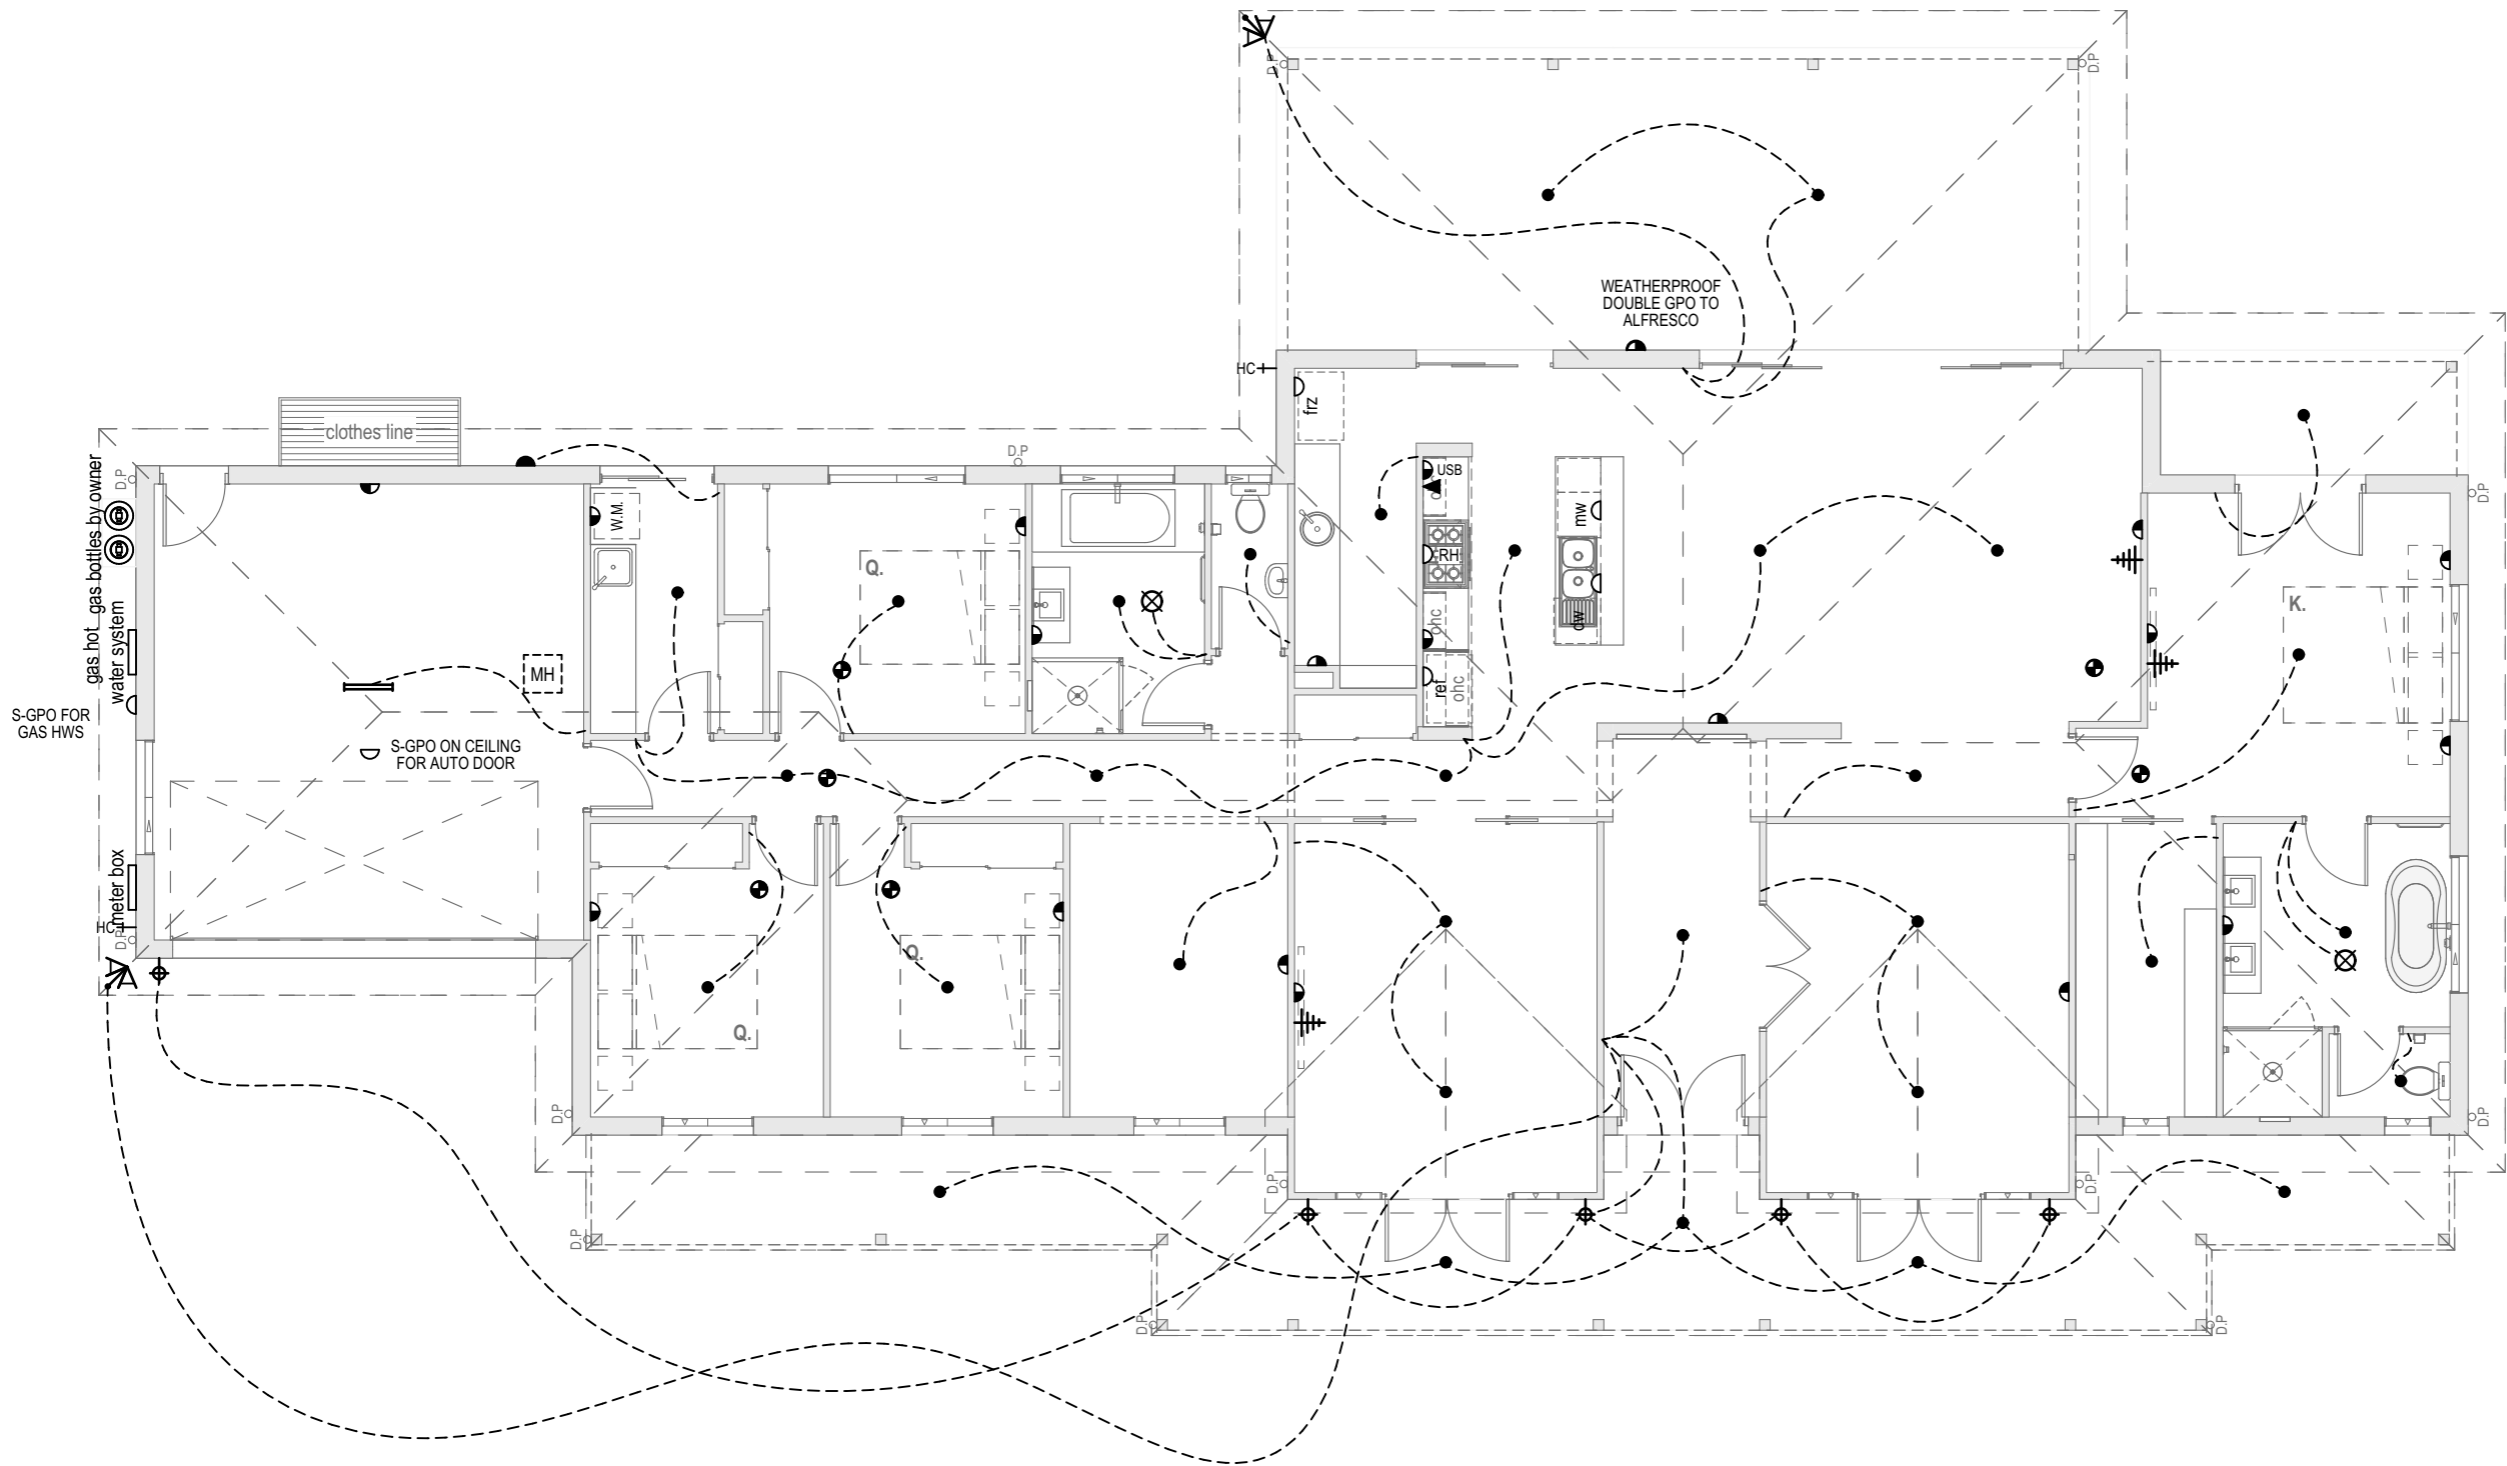 D.P
D.P
WEATHERPROOF
DOUBLE GPO TO
ALFRESCO
HC
frz
clothes line
D.P
D.P
D.P
gas bottles by owner
gas hot
water system
W.M.
Q.
USB
RH
mw
dw
ohc
ref
ohc
K.
MH
S-GPO FOR
GAS HWS
S-GPO ON CEILING
FOR AUTO DOOR
meter box
HC
D.P
Q.
Q.
D.P
D.P
D.P
D.P
D.P
D.P
D.P